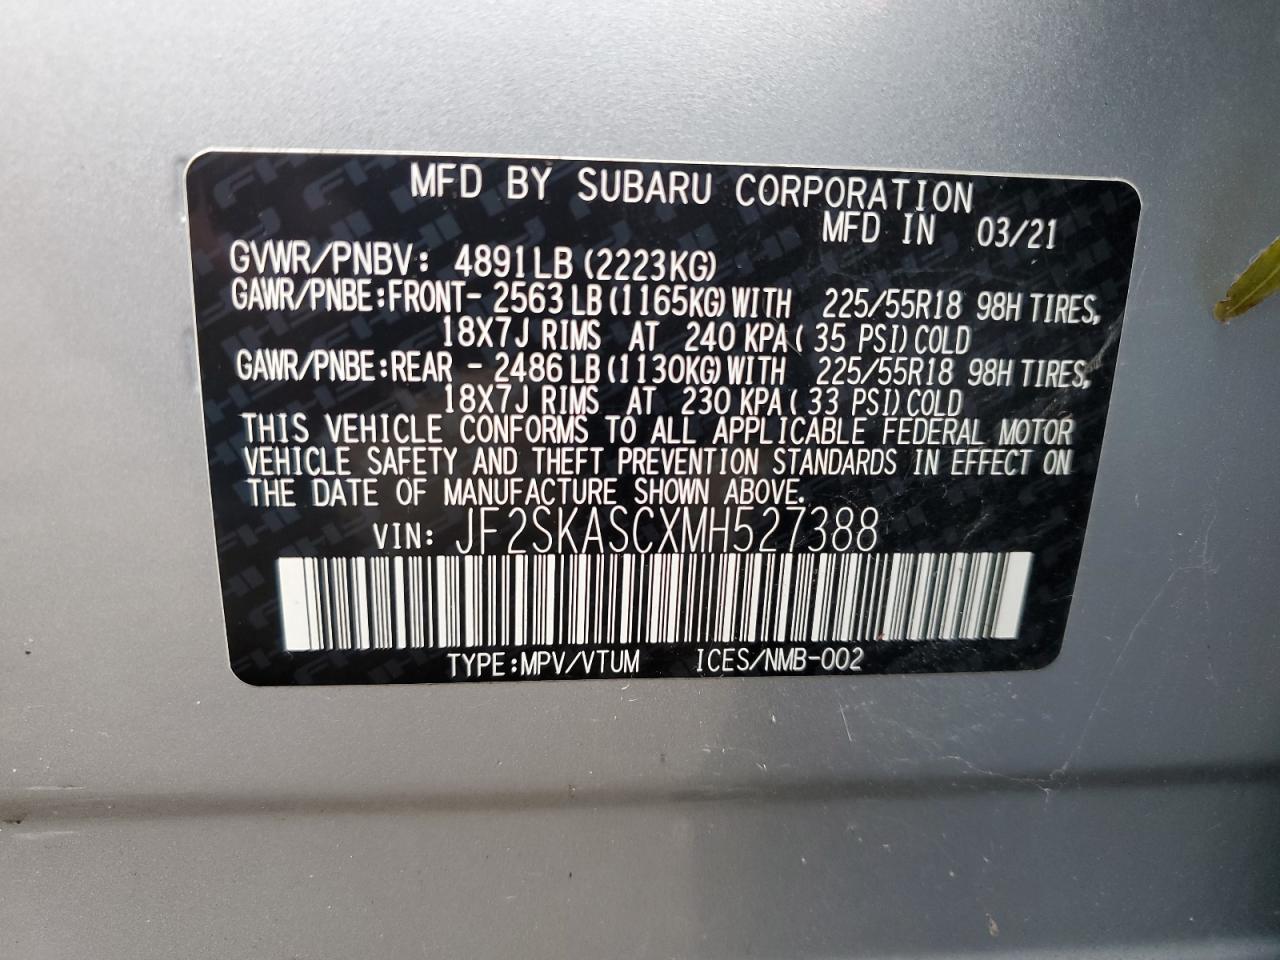 MFD BY SUBARU CORPORATION
MFD IN 03/21
GVWR/PNBV: 4891LB (2223KG)
GAWR/PNBE:FRONT- 2563 LB (1165KG) WITH 225/55R18 98H TIRES,
18X7J RIMS AT 240 KPA ( 35 PSI) COLD
GAWR/PNBE:REAR - 2486 LB (1130KG) WITH 225/55R18 98H TIRES,
18X7J RIMS AT 230 KPA ( 33 PSI) COLD
THIS VEHICLE CONFORMS TO ALL APPLICABLE FEDERAL MOTOR
VEHICLE SAFETY AND THEFT PREVENTION STANDARDS IN EFFECT ON
THE DATE OF MANUFACTURE SHOWN ABOVE.
VIN: JF2SKASCXMH527388
TYPE:MPV/VTUM ICES/NMB-002